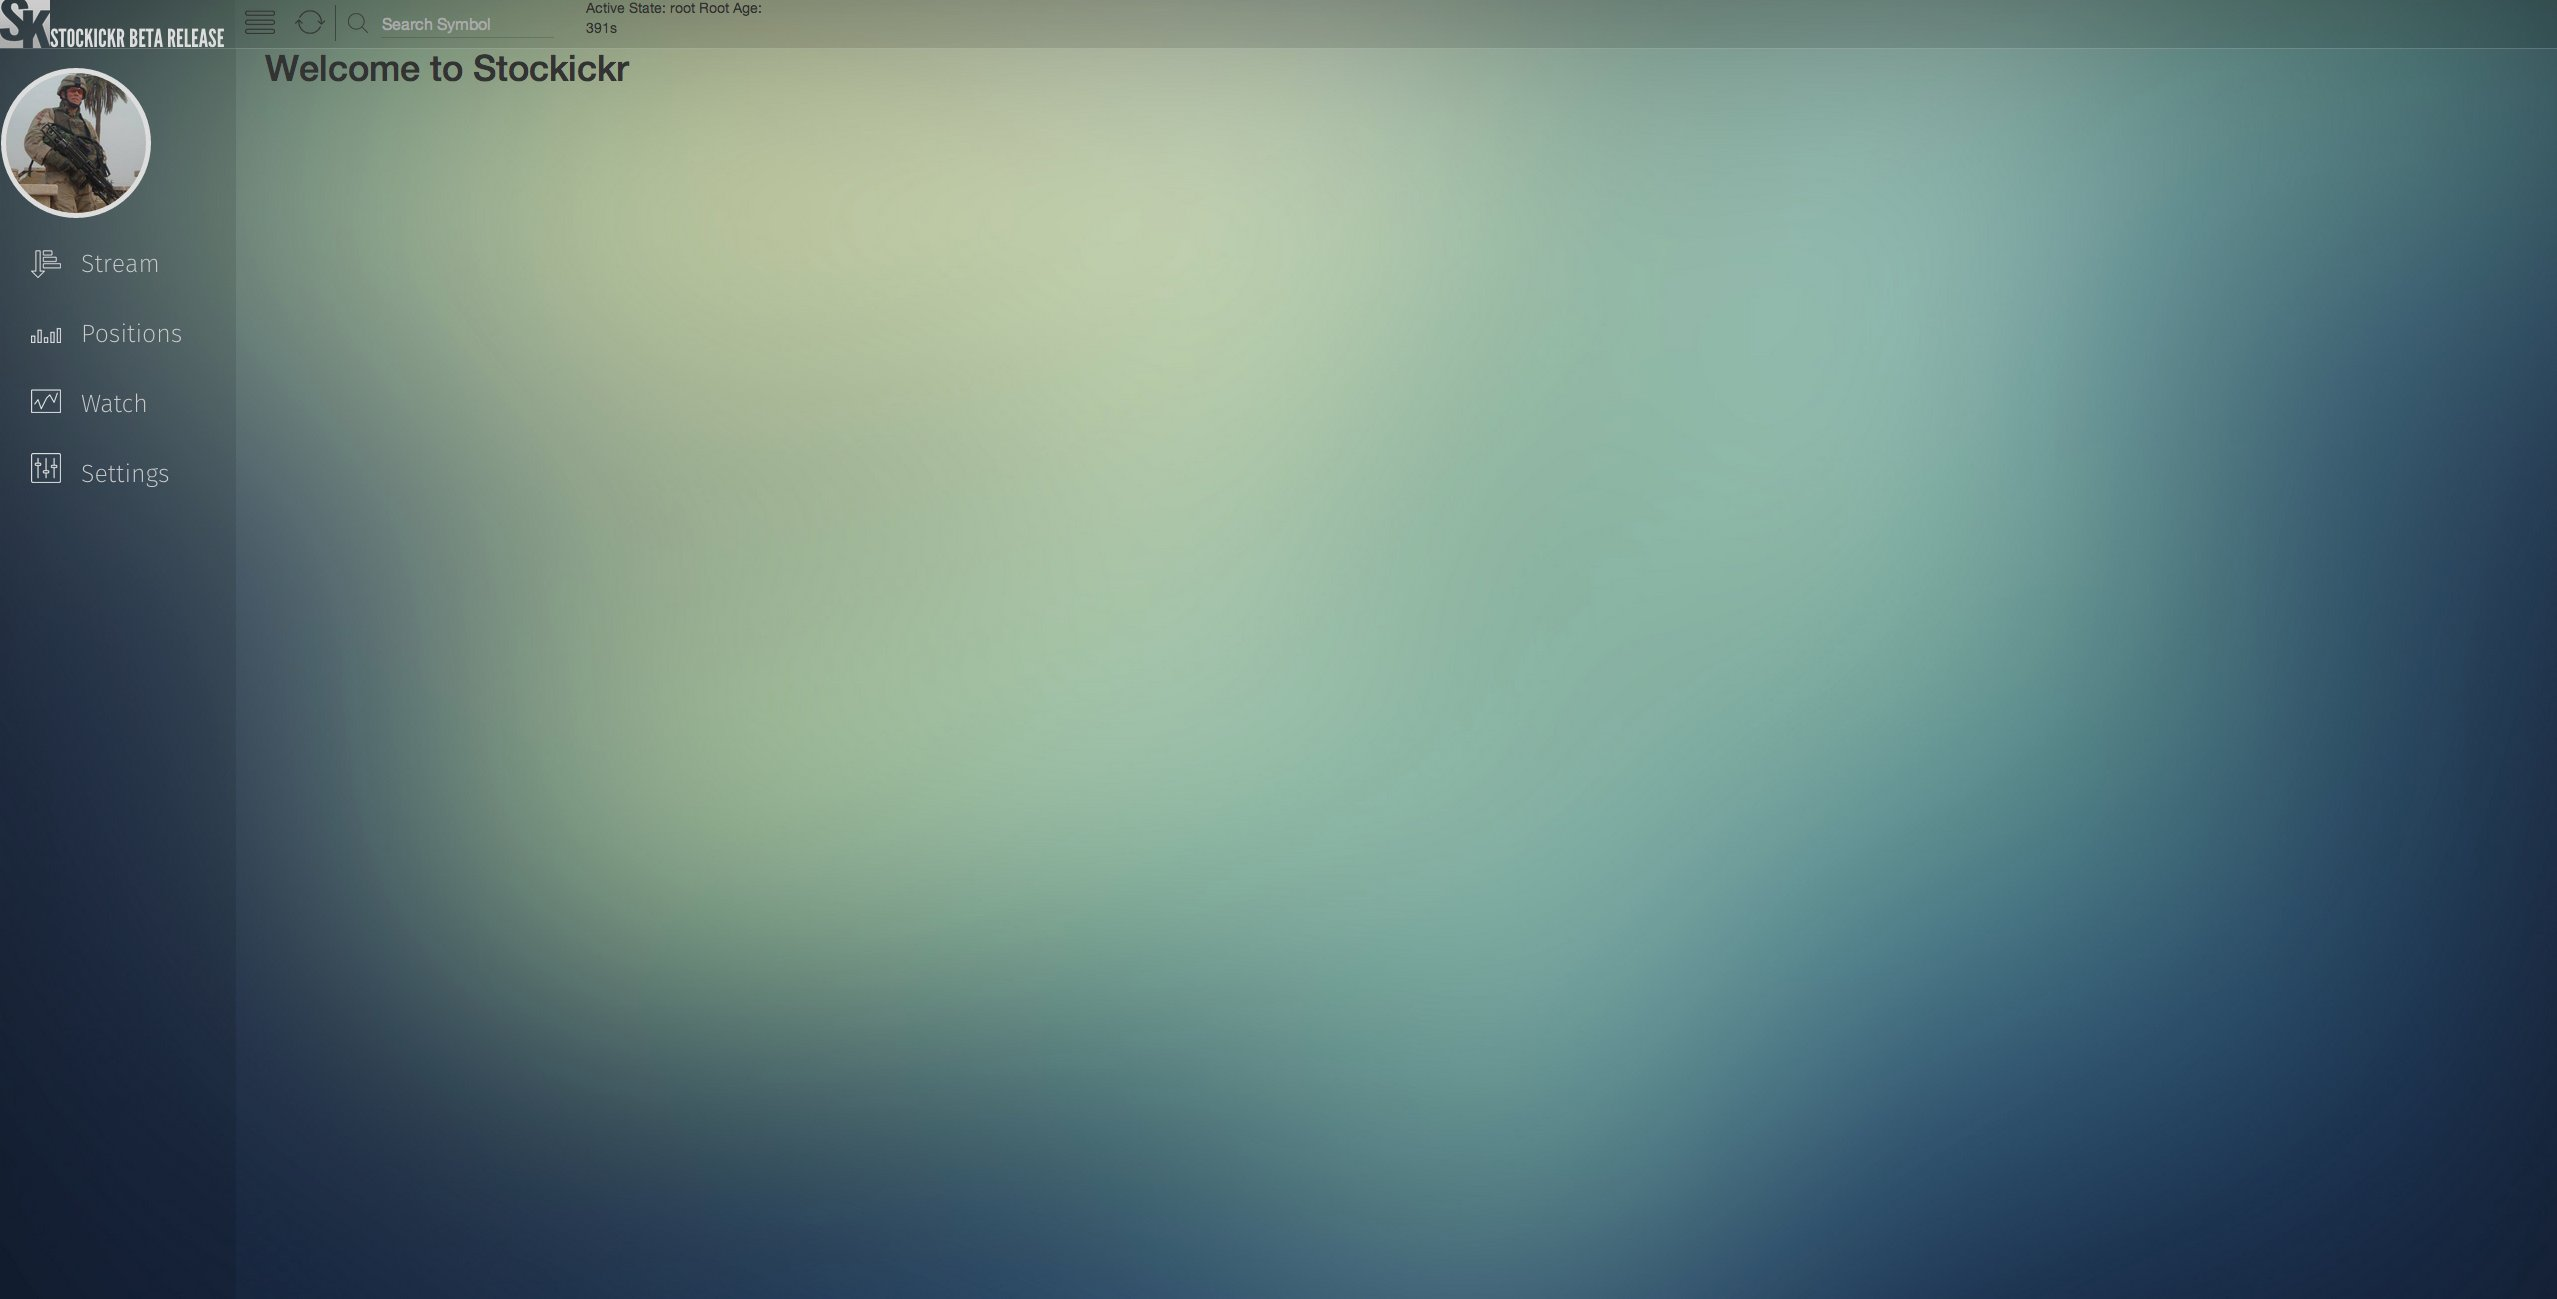 SK STOCKICKR BETA RELEASE
Search Symbol
Active State: root Root Age:
391s
Welcome to Stockickr
Stream
Positions
Watch
Settings